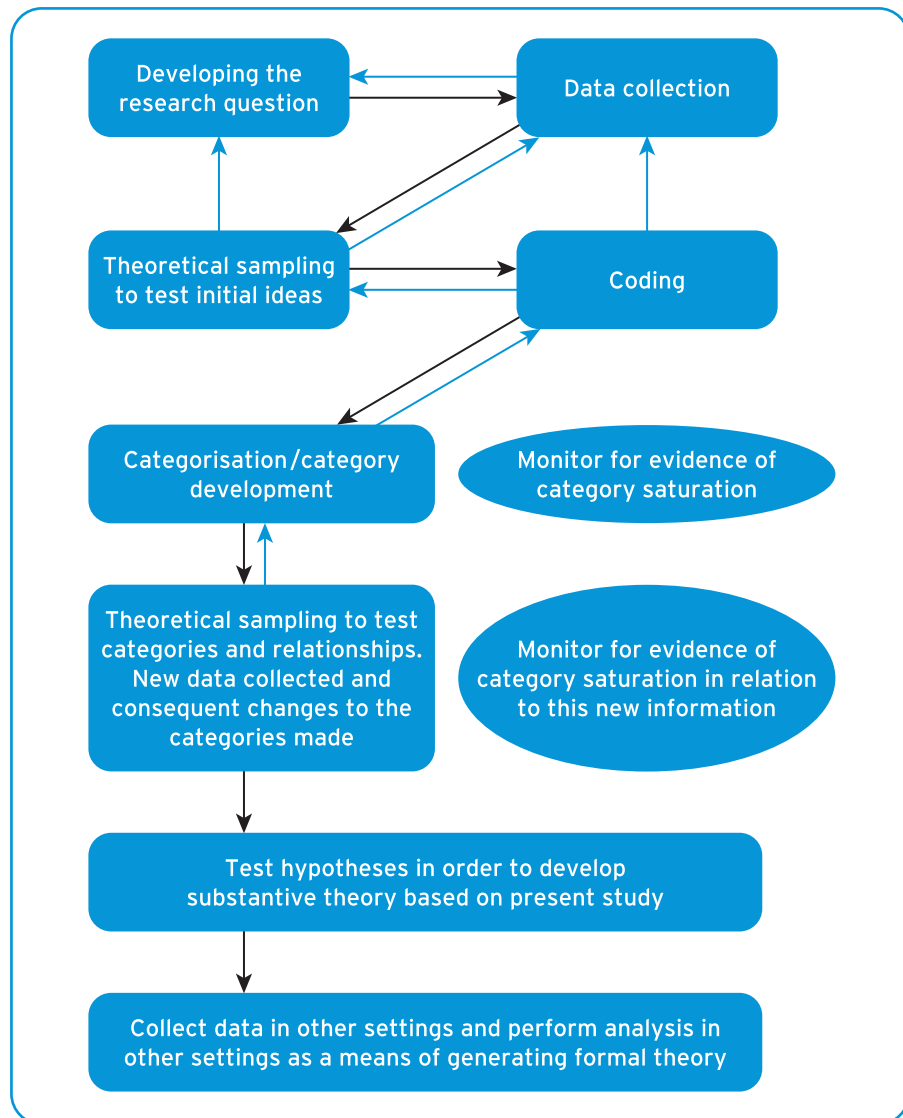 Developing the
research question
Data collection
Theoretical sampling
to test initial ideas
Coding
Categorisation/category
development
Monitor for evidence of
category saturation
Theoretical sampling to test
categories and relationships.
New data collected and
consequent changes to the
categories made
Monitor for evidence of
category saturation in relation
to this new information
Test hypotheses in order to develop
substantive theory based on present study
Collect data in other settings and perform analysis in
other settings as a means of generating formal theory